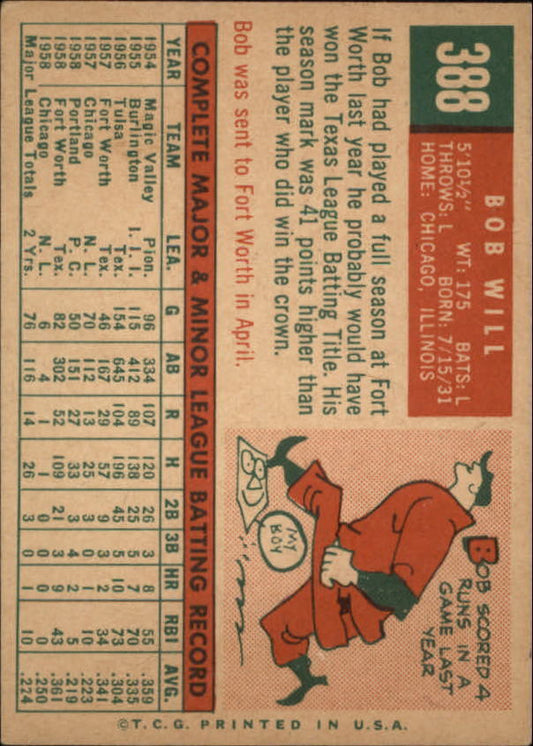 388
BOB WILL
5'10½" WT: 175 BATS: L
THROWS: L BORN: 7/15/31
HOME: CHICAGO, ILLINOIS
If Bob had played a full season at Fort
Worth last year he probably would have
won the Texas League Batting Title. His
season mark was 41 points higher than
the player who did win the crown.
Bob was sent to Fort Worth in April.
BOB SCORED 4
RUNS IN A
GAME LAST
YEAR
MY
BOY
COMPLETE MAJOR & MINOR LEAGUE BATTING RECORD
YEAR TEAM LEA. G AB R H 2B 3B HR RBI AVG.
1954 Magic Valley Pion. 96 334 107 120 26 3 8 55 .359
1955 Burlington I.I.I. 115 412 89 138 25 5 7 70 .335
1956 Tulsa Tex. 154 645 104 196 45 5 10 73 .304
1957 Fort Worth Tex. 46 167 29 57 9 3 2 34 .341
1957 Chicago N.L. 70 112 13 25 3 0 1 10 .223
1958 Portland P.C. 50 151 27 33 3 4 2 5 .219
1958 Fort Worth Tex. 82 302 52 109 21 3 9 43 .361
1958 Chicago N.L. 6 4 1 1 0 0 0 0 .250
Major League Totals 2 Yrs. 76 116 14 26 3 0 1 10 .224
©T.C.G. PRINTED IN U.S.A.